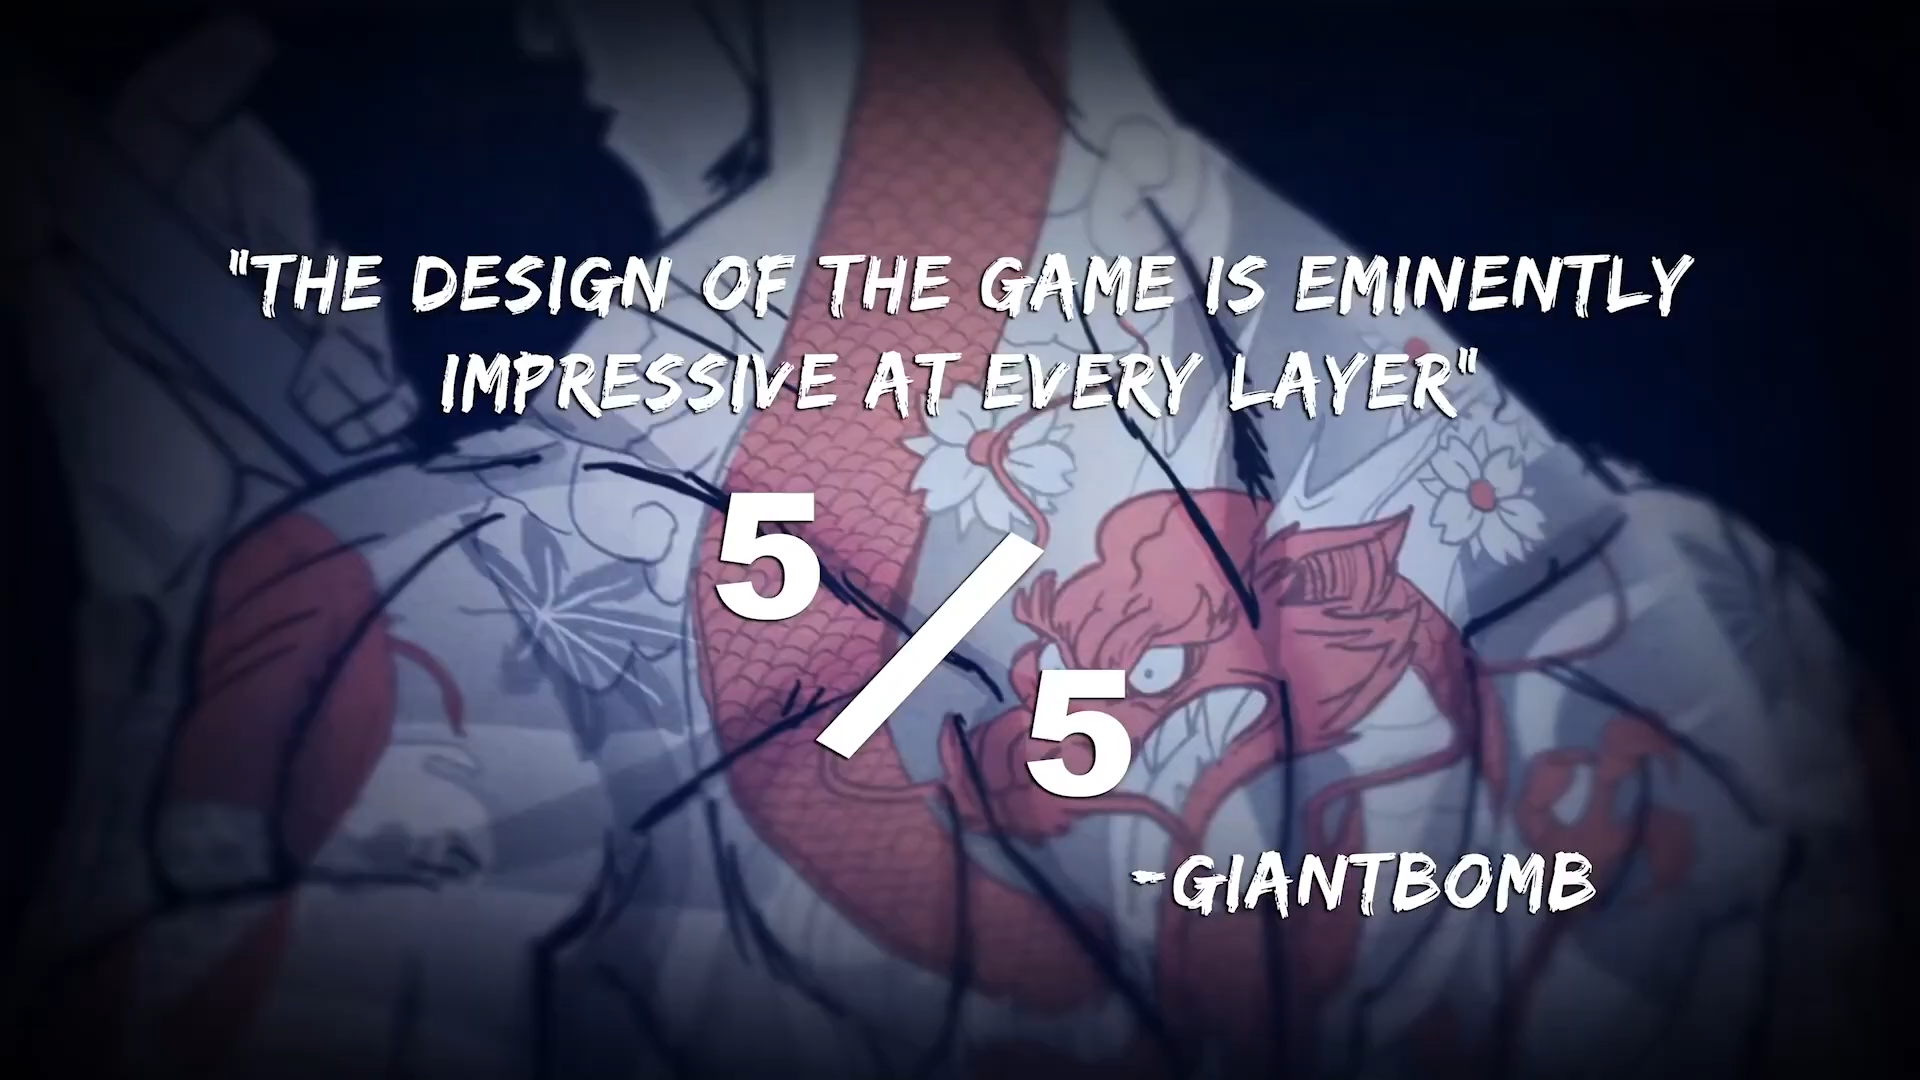 "THE DESIGN OF THE GAME IS EMINENTLY
IMPRESSIVE AT EVERY LAYER"
5/5
-GIANTBOMB